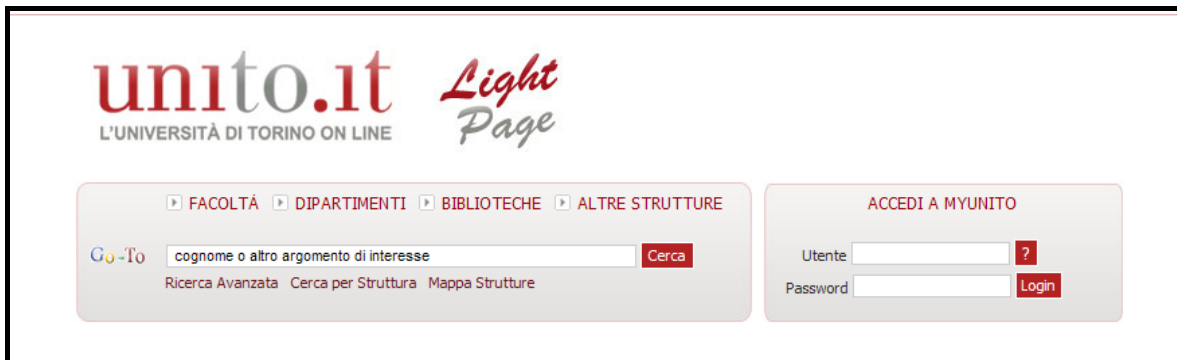 unito.it
L'UNIVERSITÀ DI TORINO ON LINE
Light
Page
FACOLTÁ DIPARTIMENTI BIBLIOTECHE ALTRE STRUTTURE
Go-To cognome o altro argomento di interesse Cerca
Ricerca Avanzata Cerca per Struttura Mappa Strutture
ACCEDI A MYUNITO
Utente ?
Password Login